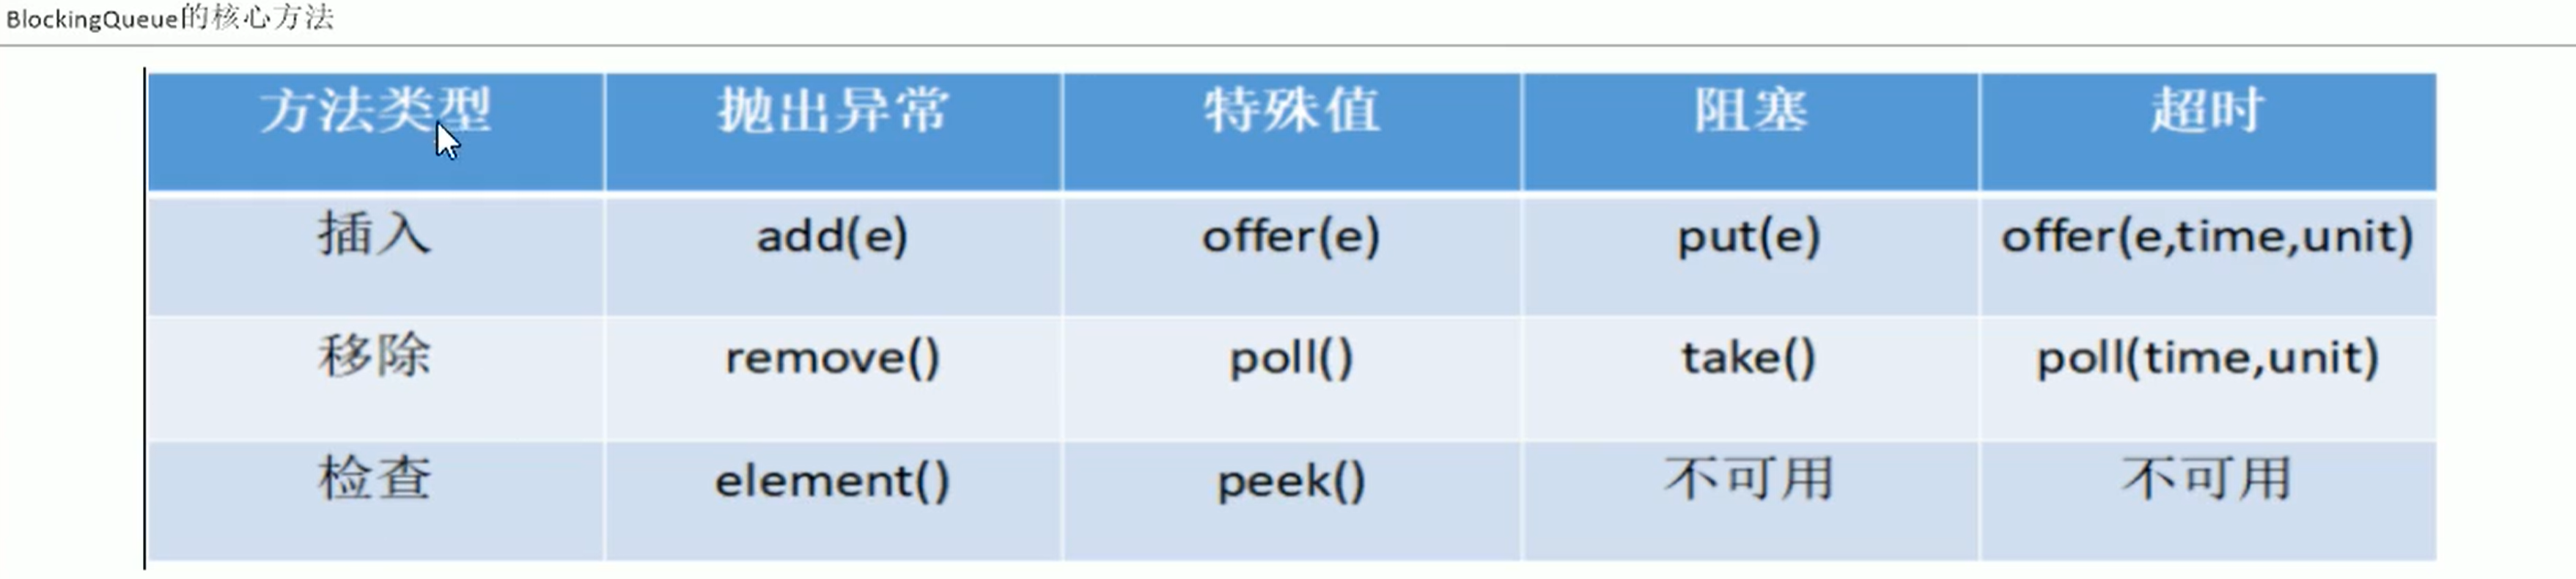 BlockingQueue的核心方法
方法类型 抛出异常 特殊值 阻塞 超时
插入 add(e) offer(e) put(e) offer(e,time,unit)
移除 remove() poll() take() poll(time,unit)
检查 element() peek() 不可用 不可用